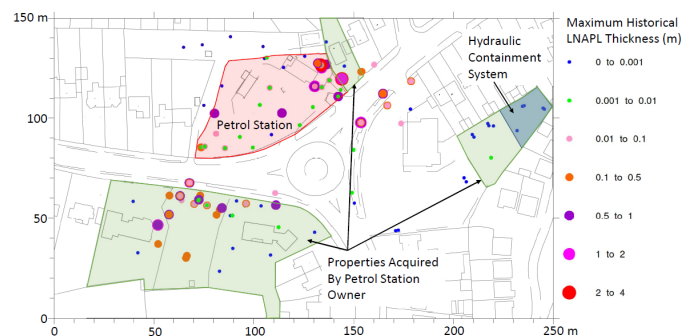 150 m
100
50
0
0
50
100
150
200
250 m
Petrol Station
Hydraulic
Containment
System
Properties Acquired
By Petrol Station
Owner
Maximum Historical
LNAPL Thickness (m)
0 to 0.001
0.001 to 0.01
0.01 to 0.1
0.1 to 0.5
0.5 to 1
1 to 2
2 to 4